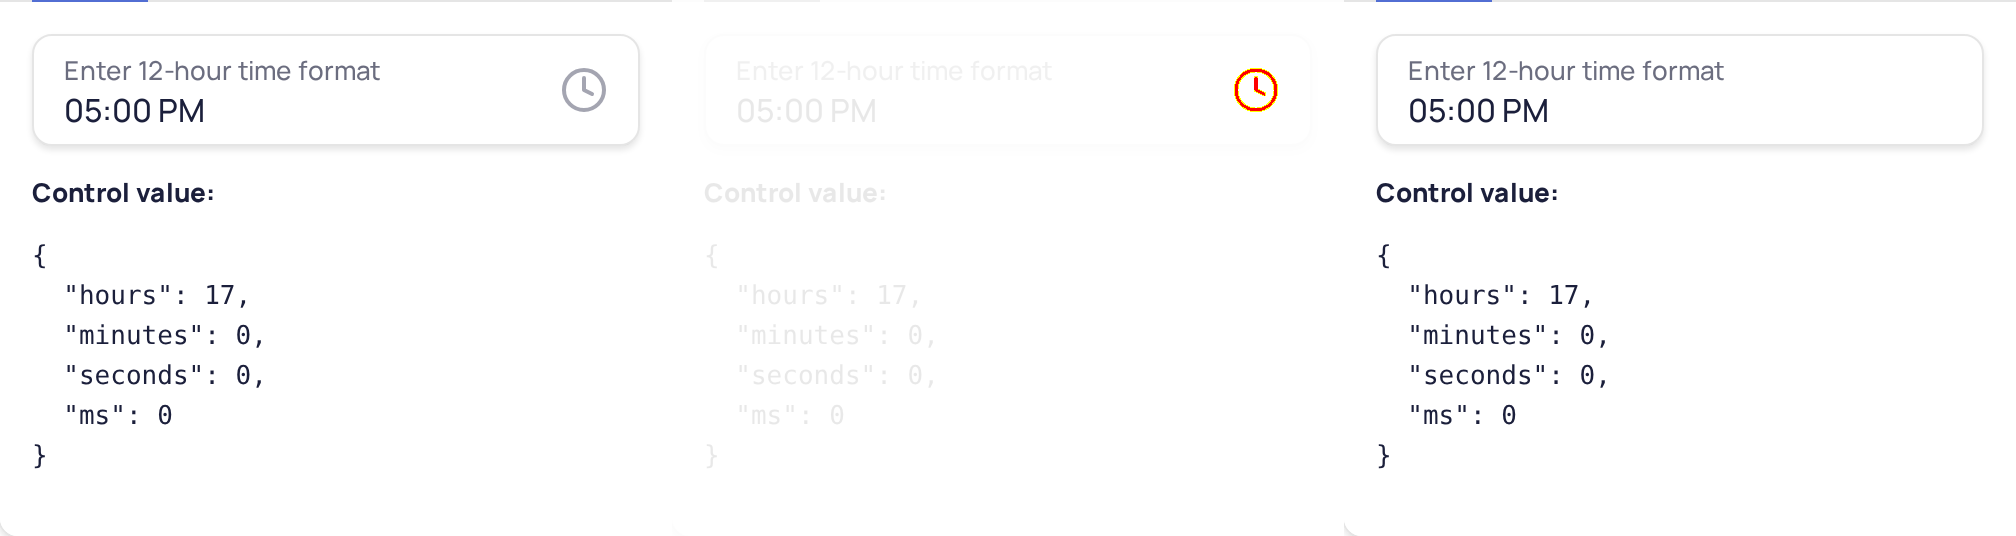 Enter 12-hour time format
05:00 PM
Control value:
{
"hours": 17,
"minutes": 0,
"seconds": 0,
"ms": 0
}
Enter 12-hour time format
05:00 PM
Control value:
{
"hours": 17,
"minutes": 0,
"seconds": 0,
"ms": 0
}
Enter 12-hour time format
05:00 PM
Control value:
{
"hours": 17,
"minutes": 0,
"seconds": 0,
"ms": 0
}